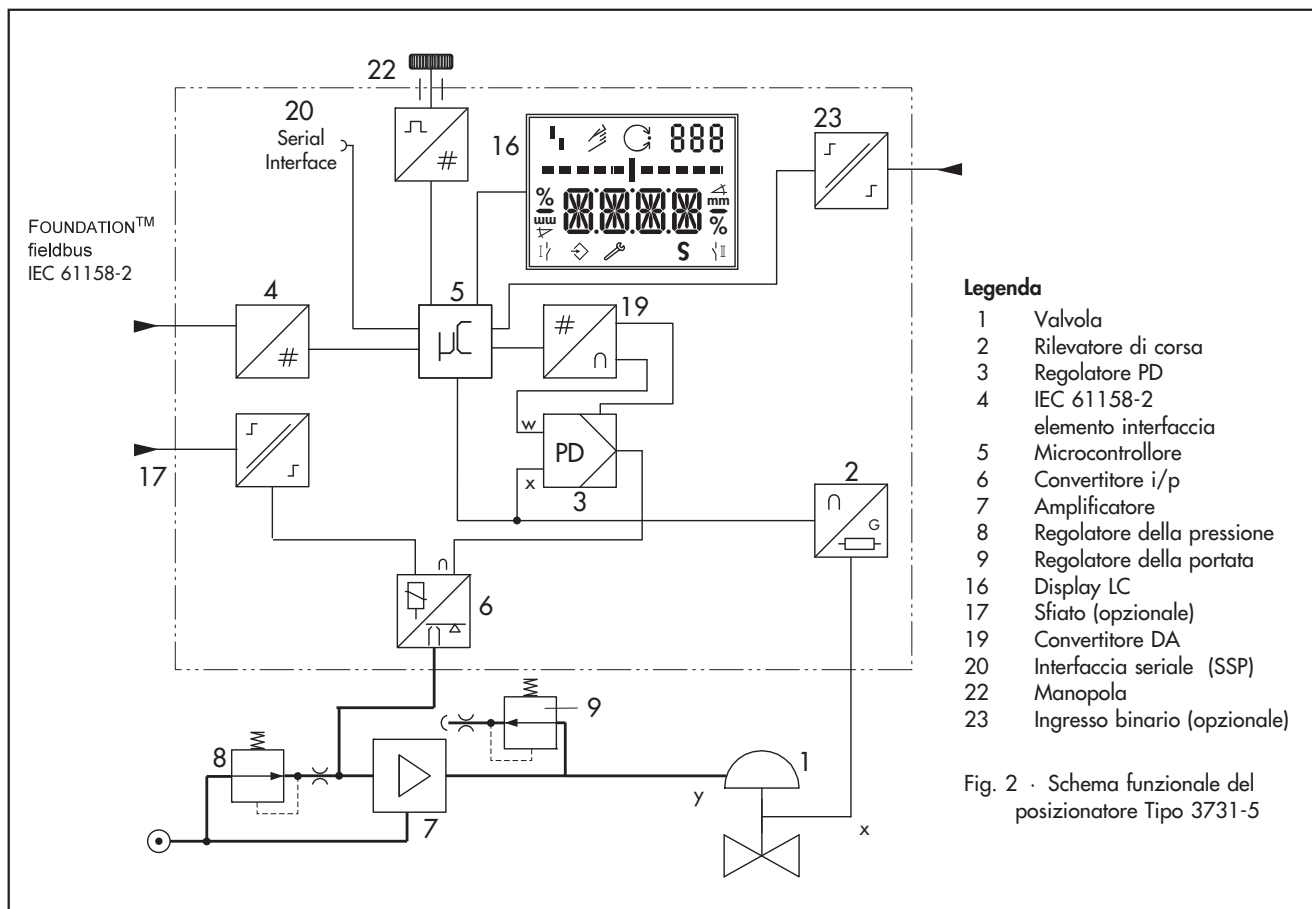 22
20
Serial
Interface
16
888
%
mm
%
mm
S
I
II
23
FOUNDATION™
fieldbus
IEC 61158-2
4
#
#
5
µC
19
#
∩
w
PD
x
3
17
2
∩
G
∩
6
8
9
7
y
1
x
Legenda
1 Valvola
2 Rilevatore di corsa
3 Regolatore PD
4 IEC 61158-2
elemento interfaccia
5 Microcontrollore
6 Convertitore i/p
7 Amplificatore
8 Regolatore della pressione
9 Regolatore della portata
16 Display LC
17 Sfiato (opzionale)
19 Convertitore DA
20 Interfaccia seriale (SSP)
22 Manopola
23 Ingresso binario (opzionale)
Fig. 2 · Schema funzionale del
posizionatore Tipo 3731-5